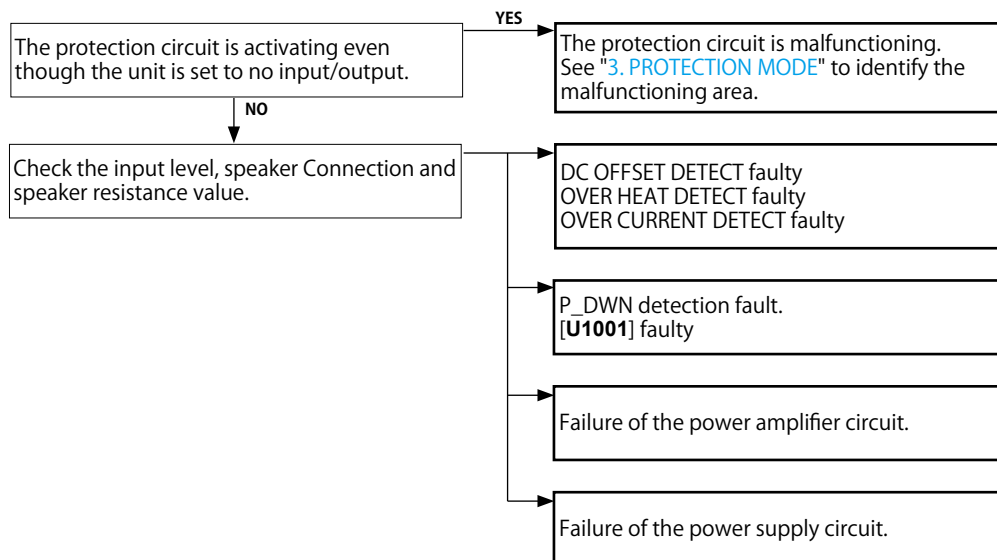 The protection circuit is activating even
though the unit is set to no input/output.
YES
The protection circuit is malfunctioning.
See "3. PROTECTION MODE" to identify the
malfunctioning area.
NO
Check the input level, speaker Connection and
speaker resistance value.
DC OFFSET DETECT faulty
OVER HEAT DETECT faulty
OVER CURRENT DETECT faulty
P_DWN detection fault.
[U1001] faulty
Failure of the power amplifier circuit.
Failure of the power supply circuit.